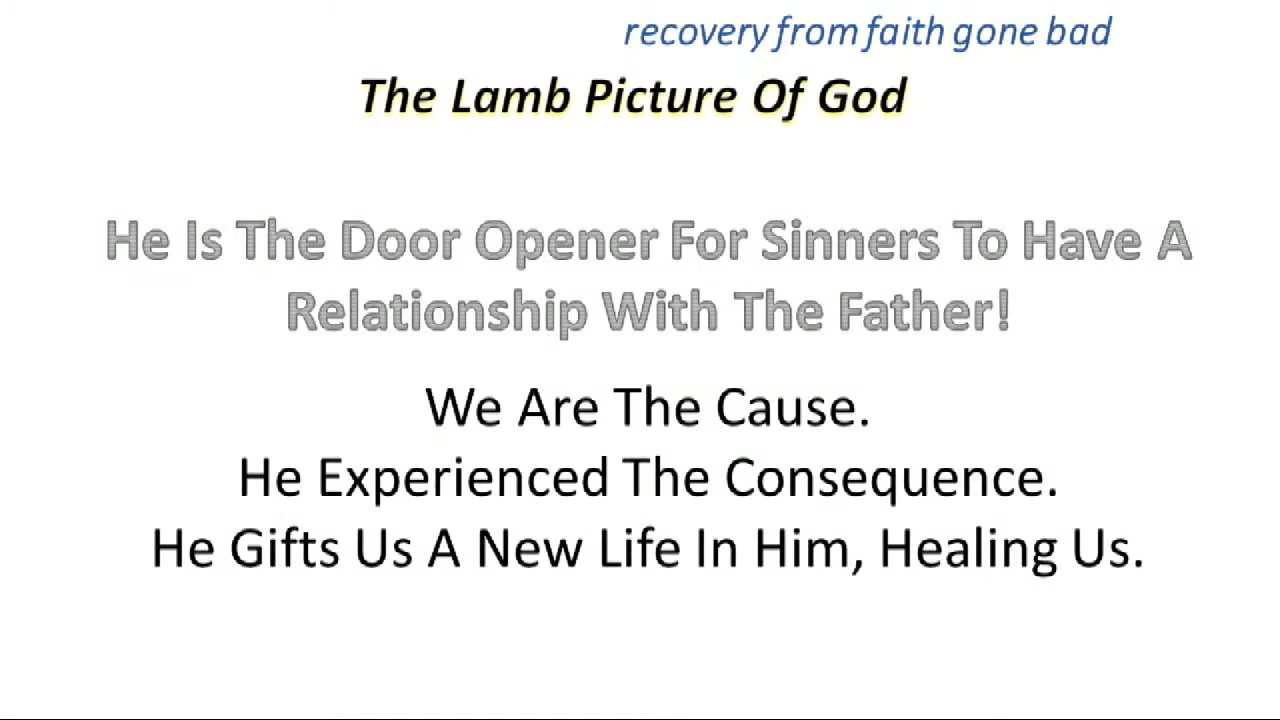 recovery from faith gone bad
The Lamb Picture Of God
He Is The Door Opener For Sinners To Have A
Relationship With The Father!
We Are The Cause.
He Experienced The Consequence.
He Gifts Us A New Life In Him, Healing Us.